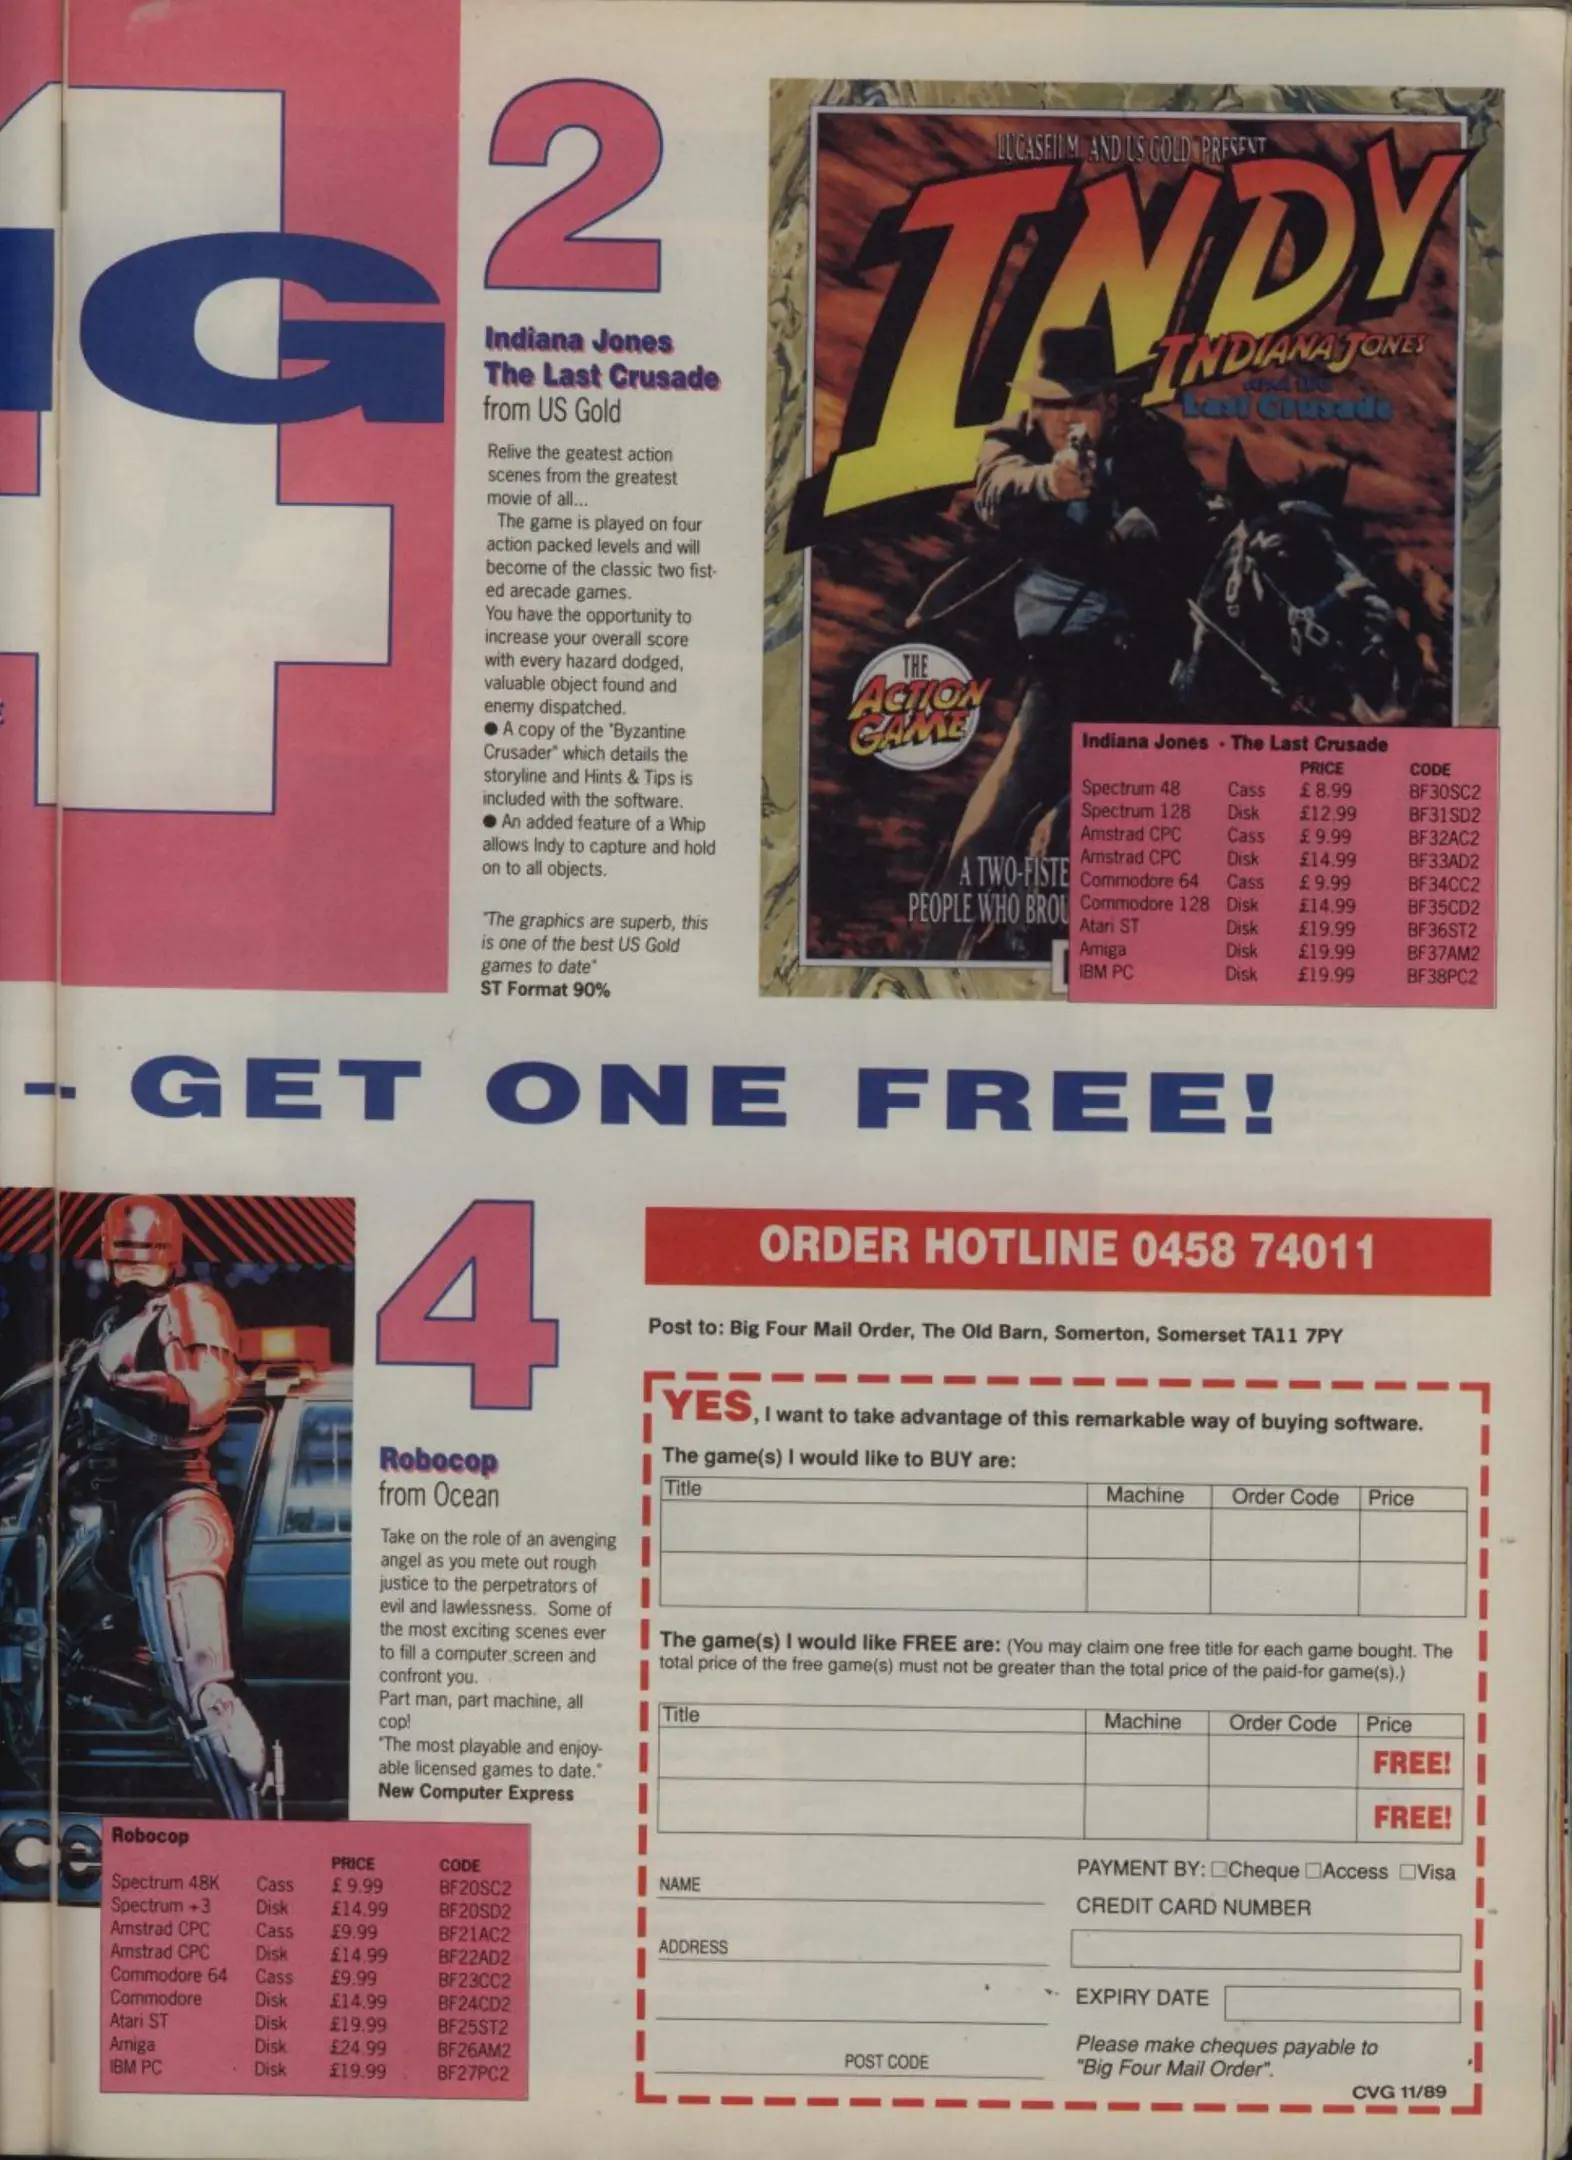 G
2
Indiana Jones
The Last Crusade
from US Gold
Relive the geatest action
scenes from the greatest
movie of all...
The game is played on four
action packed levels and will
become of the classic two fist-
ed arecade games.
You have the opportunity to
increase your overall score
with every hazard dodged,
valuable object found and
enemy dispatched.
● A copy of the "Byzantine
Crusader" which details the
storyline and Hints & Tips is
included with the software.
● An added feature of a Whip
allows Indy to capture and hold
on to all objects.
"The graphics are superb, this
is one of the best US Gold
games to date"
ST Format 90%
LUCASFILM AND US GOLD PRESENT
INDY
INDIANA JONES
AND THE
Last Crusade
THE
ACTION
GAME
A TWO-FISTE
PEOPLE WHO BROU
Indiana Jones - The Last Crusade
PRICE CODE
Spectrum 48 Cass £ 8.99 BF30SC2
Spectrum 128 Disk £12.99 BF31SD2
Amstrad CPC Cass £ 9.99 BF32AC2
Amstrad CPC Disk £14.99 BF33AD2
Commodore 64 Cass £ 9.99 BF34CC2
Commodore 128 Disk £14.99 BF35CD2
Atari ST Disk £19.99 BF36ST2
Amiga Disk £19.99 BF37AM2
IBM PC Disk £19.99 BF38PC2
- GET ONE FREE!
4
Robocop
from Ocean
Take on the role of an avenging
angel as you mete out rough
justice to the perpetrators of
evil and lawlessness. Some of
the most exciting scenes ever
to fill a computer screen and
confront you.
Part man, part machine, all
cop!
"The most playable and enjoy-
able licensed games to date."
New Computer Express
ce
Robocop
PRICE CODE
Spectrum 48K Cass £ 9.99 BF20SC2
Spectrum +3 Disk £14.99 BF20SD2
Amstrad CPC Cass £9.99 BF21AC2
Amstrad CPC Disk £14.99 BF22AD2
Commodore 64 Cass £9.99 BF23CC2
Commodore Disk £14.99 BF24CD2
Atari ST Disk £19.99 BF25ST2
Amiga Disk £24.99 BF26AM2
IBM PC Disk £19.99 BF27PC2
ORDER HOTLINE 0458 74011
Post to: Big Four Mail Order, The Old Barn, Somerton, Somerset TA11 7PY
YES, I want to take advantage of this remarkable way of buying software.
The game(s) I would like to BUY are:
Title Machine Order Code Price
The game(s) I would like FREE are: (You may claim one free title for each game bought. The
total price of the free game(s) must not be greater than the total price of the paid-for game(s).)
Title Machine Order Code Price
FREE!
FREE!
NAME
ADDRESS
POST CODE
PAYMENT BY: □Cheque □Access □Visa
CREDIT CARD NUMBER
EXPIRY DATE
Please make cheques payable to
"Big Four Mail Order".
CVG 11/89